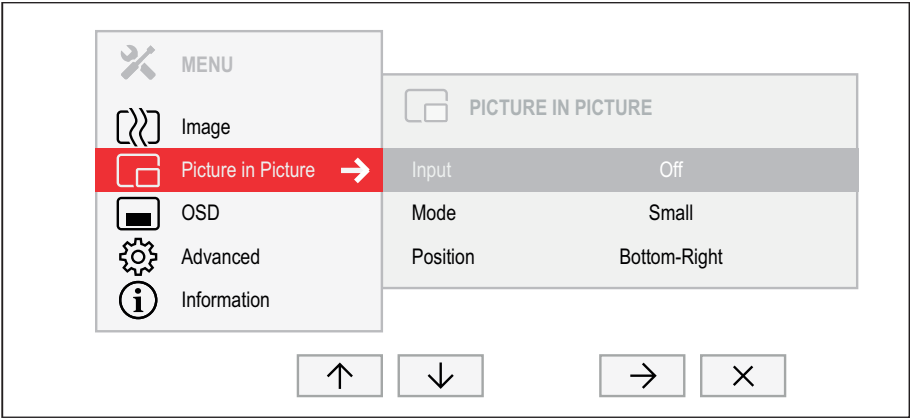 MENU
Image
Picture in Picture
OSD
Advanced
Information
PICTURE IN PICTURE
Input Off
Mode Small
Position Bottom-Right